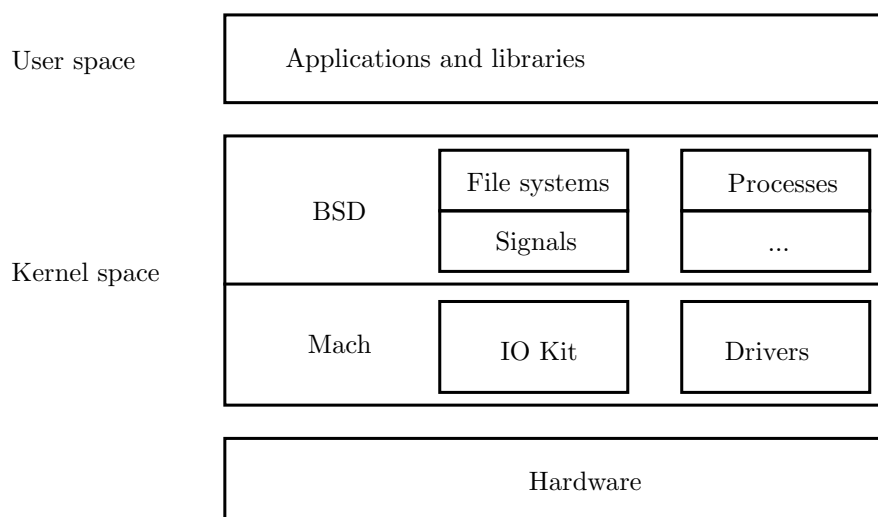 User space
Applications and libraries
Kernel space
BSD
File systems
Processes
Signals
...
Mach
IO Kit
Drivers
Hardware